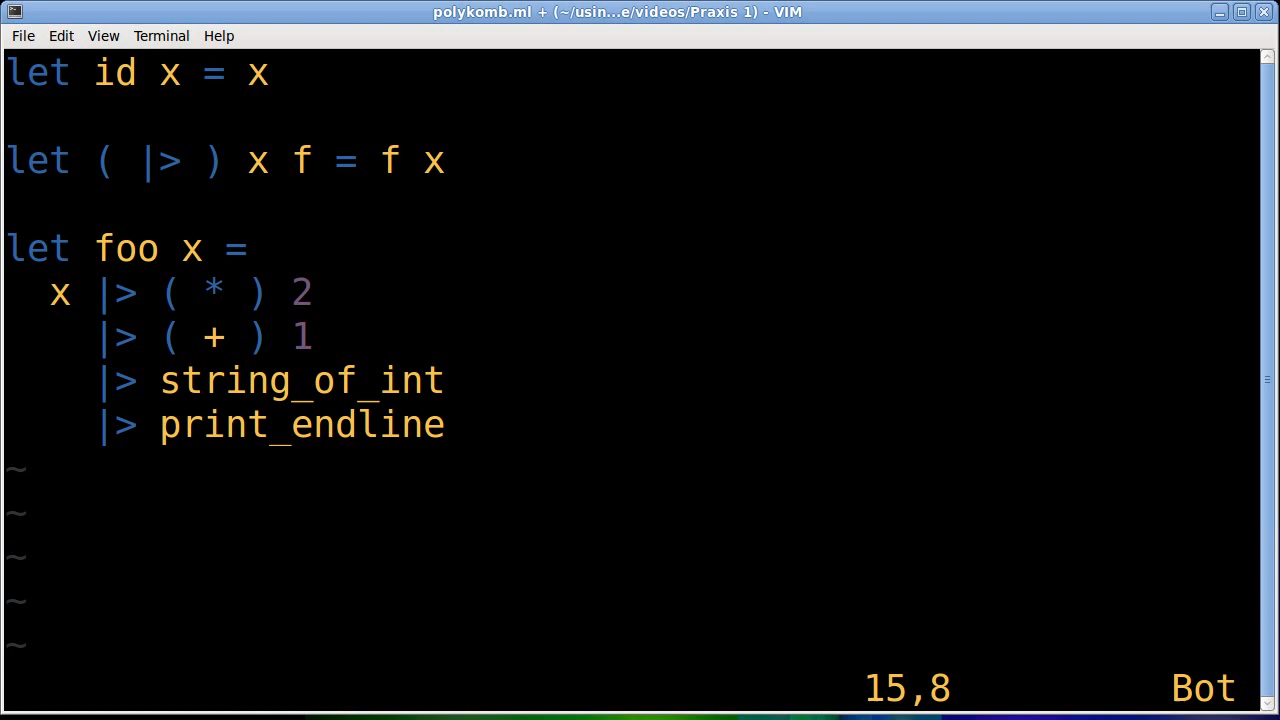 polykomb.ml + (~/usin...e/videos/Praxis 1) - VIM
File Edit View Terminal Help
let id x = x
let ( |> ) x f = f x
let foo x =
  x |> ( * ) 2
    |> ( + ) 1
    |> string_of_int
    |> print_endline
~
~
~
~
~
15,8 Bot